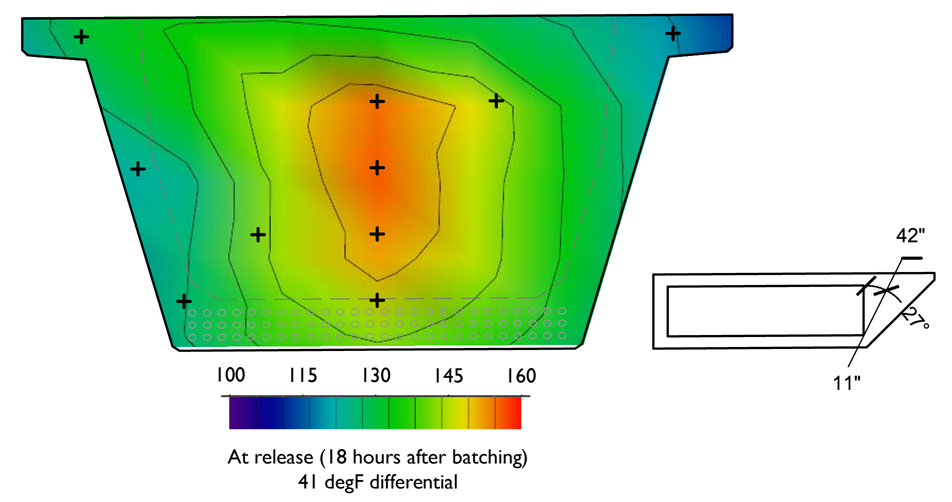 42"
27°
11"
100 115 130 145 160
At release (18 hours after batching)
41 degF differential